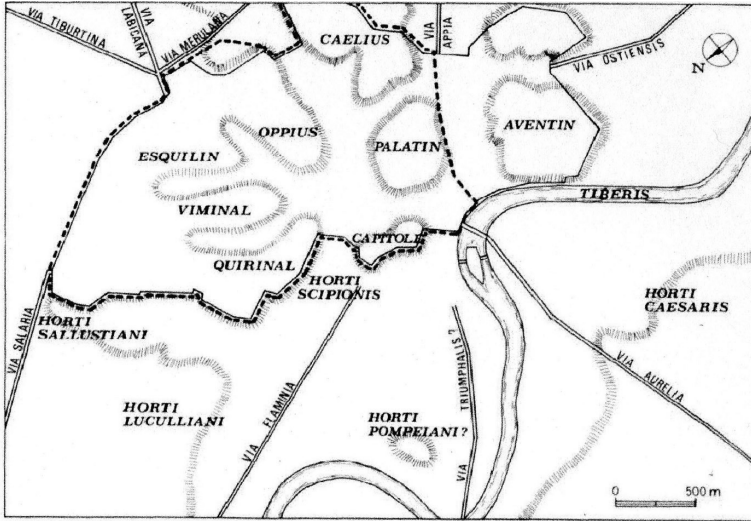 VIA TIBURTINA
VIA
LABICANA
VIA MERULANA
CAELIUS
VIA
APPIA
VIA OSTIENSIS
N
OPPIUS
PALATIN
AVENTIN
ESQUILIN
VIMINAL
TIBERIS
CAPITOLE
QUIRINAL
HORTI
SCIPIONIS
HORTI
CAESARIS
VIA SALARIA
HORTI
SALLUSTIANI
HORTI
LUCULLIANI
VIA FLAMINIA
HORTI
POMPEIANI?
VIA TRIUMPHALIS?
VIA AURELIA
0 500 m